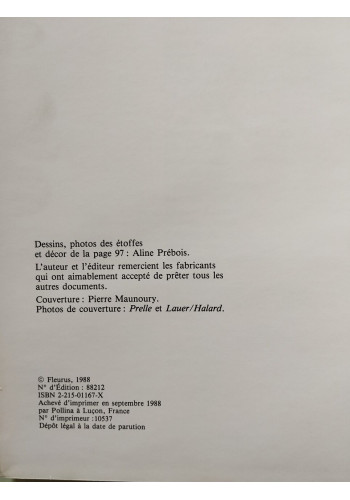 Dessins, photos des étoffes
et décor de la page 97 : Aline Prébois.
L'auteur et l'éditeur remercient les fabricants
qui ont aimablement accepté de prêter tous les
autres documents.
Couverture : Pierre Maunoury.
Photos de couverture : Prelle et Lauer/Halard.
© Fleurus, 1988
N° d'Édition : 88212
ISBN 2-215-01167-X
Achevé d'imprimer en septembre 1988
par Pollina à Luçon, France
N° d'imprimeur :10537
Dépôt légal à la date de parution